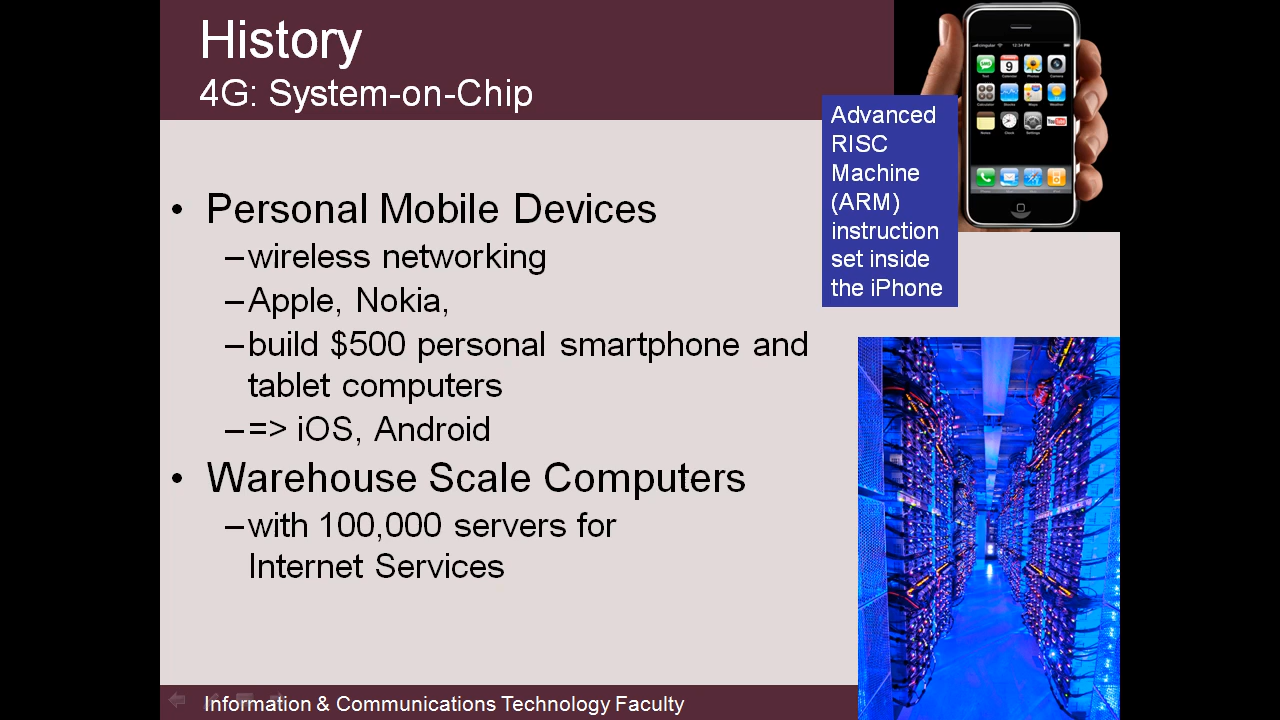 History
4G: System-on-Chip
Advanced
RISC
Machine
(ARM)
instruction
set inside
the iPhone
• Personal Mobile Devices
–wireless networking
–Apple, Nokia,
–build $500 personal smartphone and
tablet computers
–=> iOS, Android
• Warehouse Scale Computers
–with 100,000 servers for
Internet Services
Information & Communications Technology Faculty